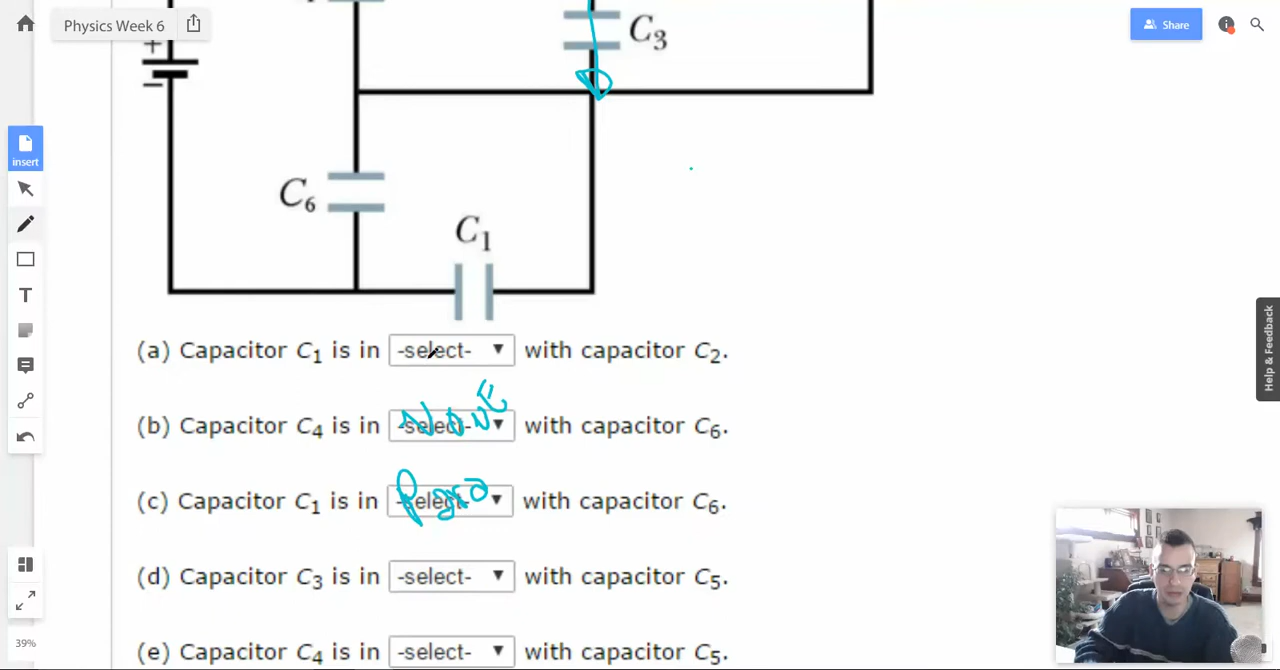 Physics Week 6
Share
+
−
C3
insert
C6
C1
T
(a) Capacitor C1 is in -select- ▼ with capacitor C2.
NONE
(b) Capacitor C4 is in -select- ▼ with capacitor C6.
Para
(c) Capacitor C1 is in -select- ▼ with capacitor C6.
(d) Capacitor C3 is in -select- ▼ with capacitor C5.
(e) Capacitor C4 is in -select- ▼ with capacitor C5.
39%
Help & Feedback